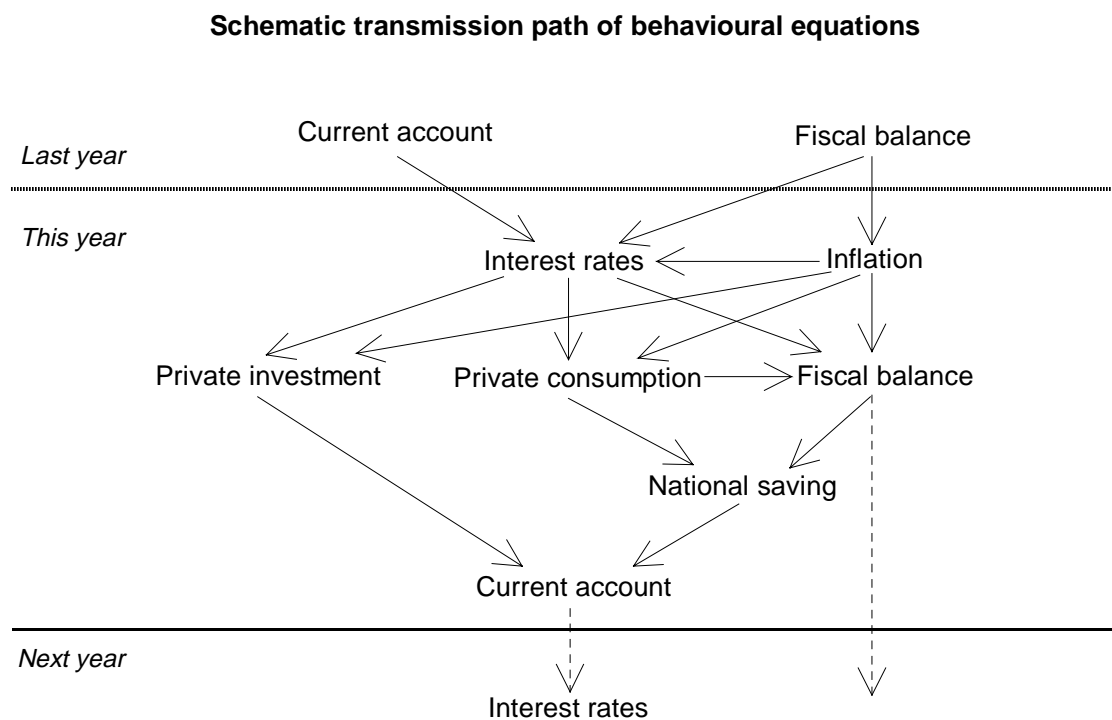 Schematic transmission path of behavioural equations
Current account
Fiscal balance
Last year
This year
Interest rates
Inflation
Private investment
Private consumption
Fiscal balance
National saving
Current account
Next year
Interest rates